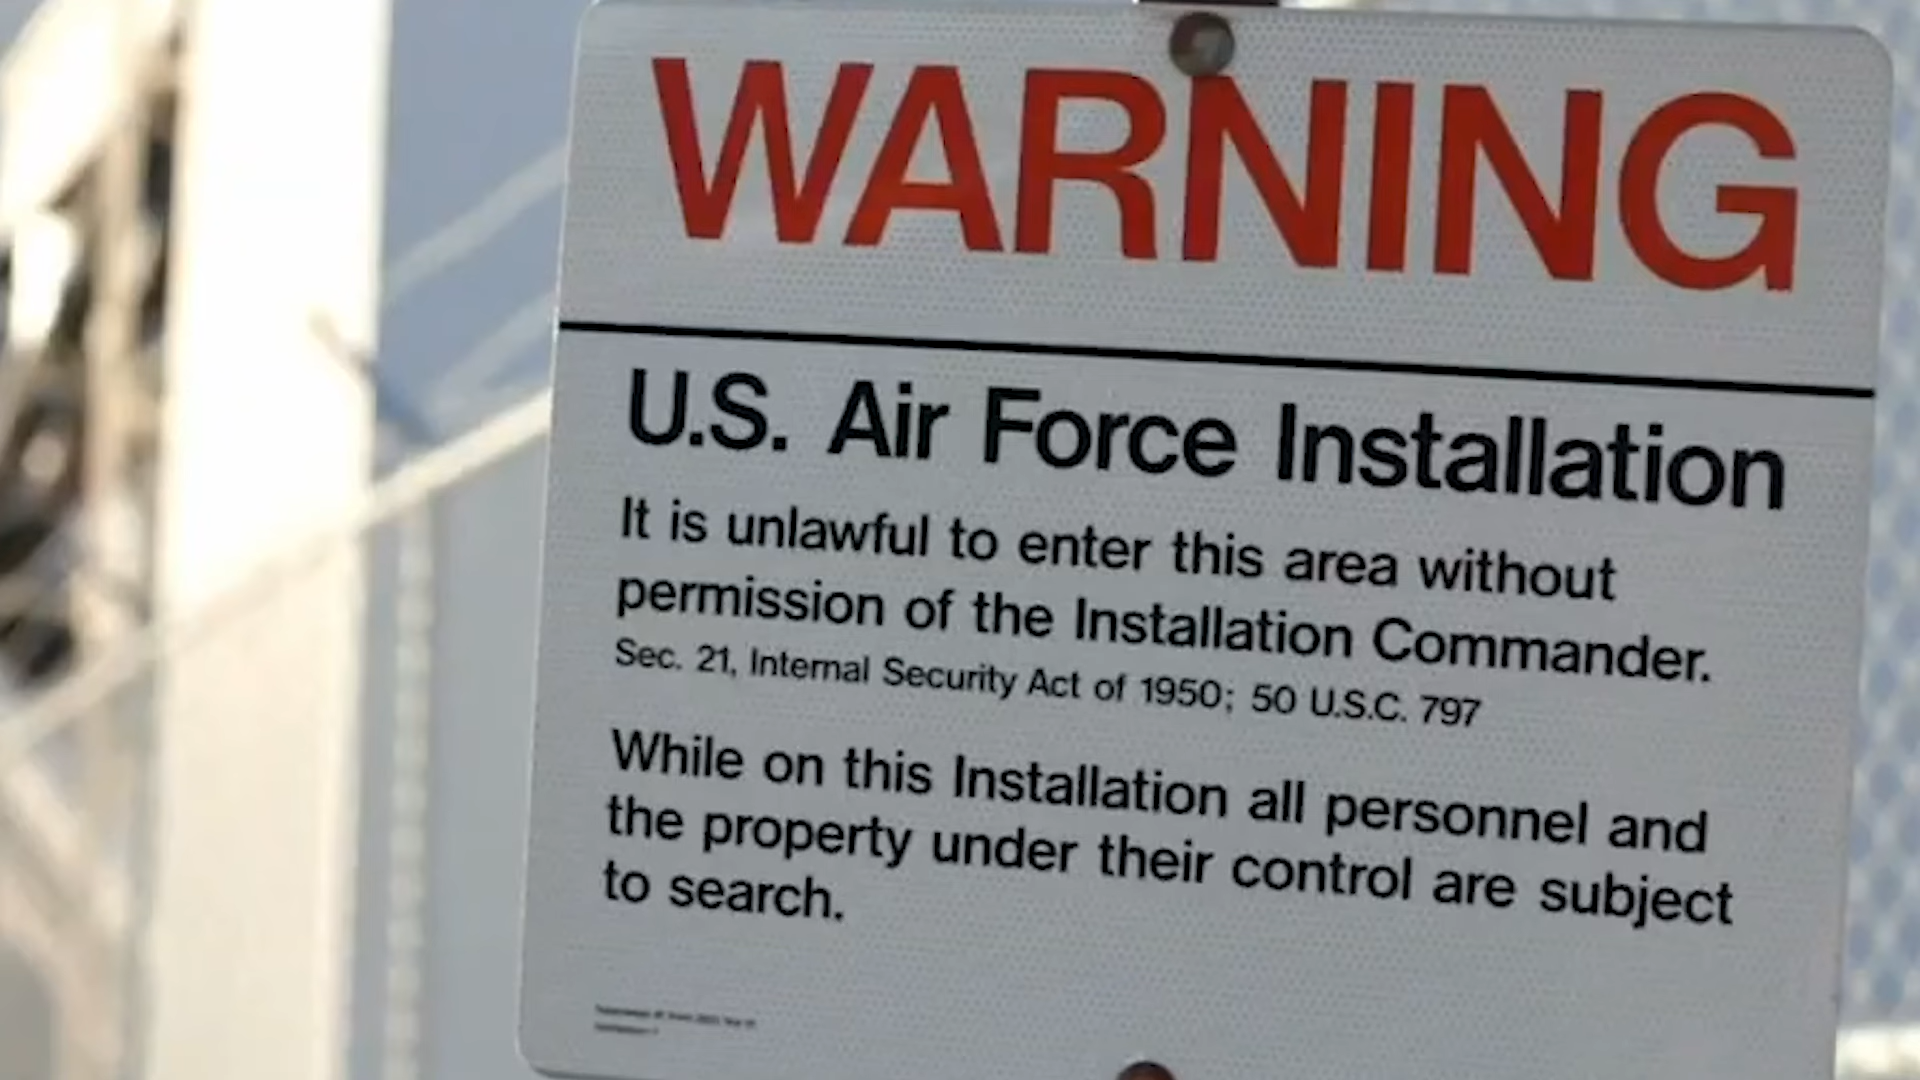 WARNING
U.S. Air Force Installation
It is unlawful to enter this area without
permission of the Installation Commander.
Sec. 21, Internal Security Act of 1950; 50 U.S.C. 797
While on this Installation all personnel and
the property under their control are subject
to search.